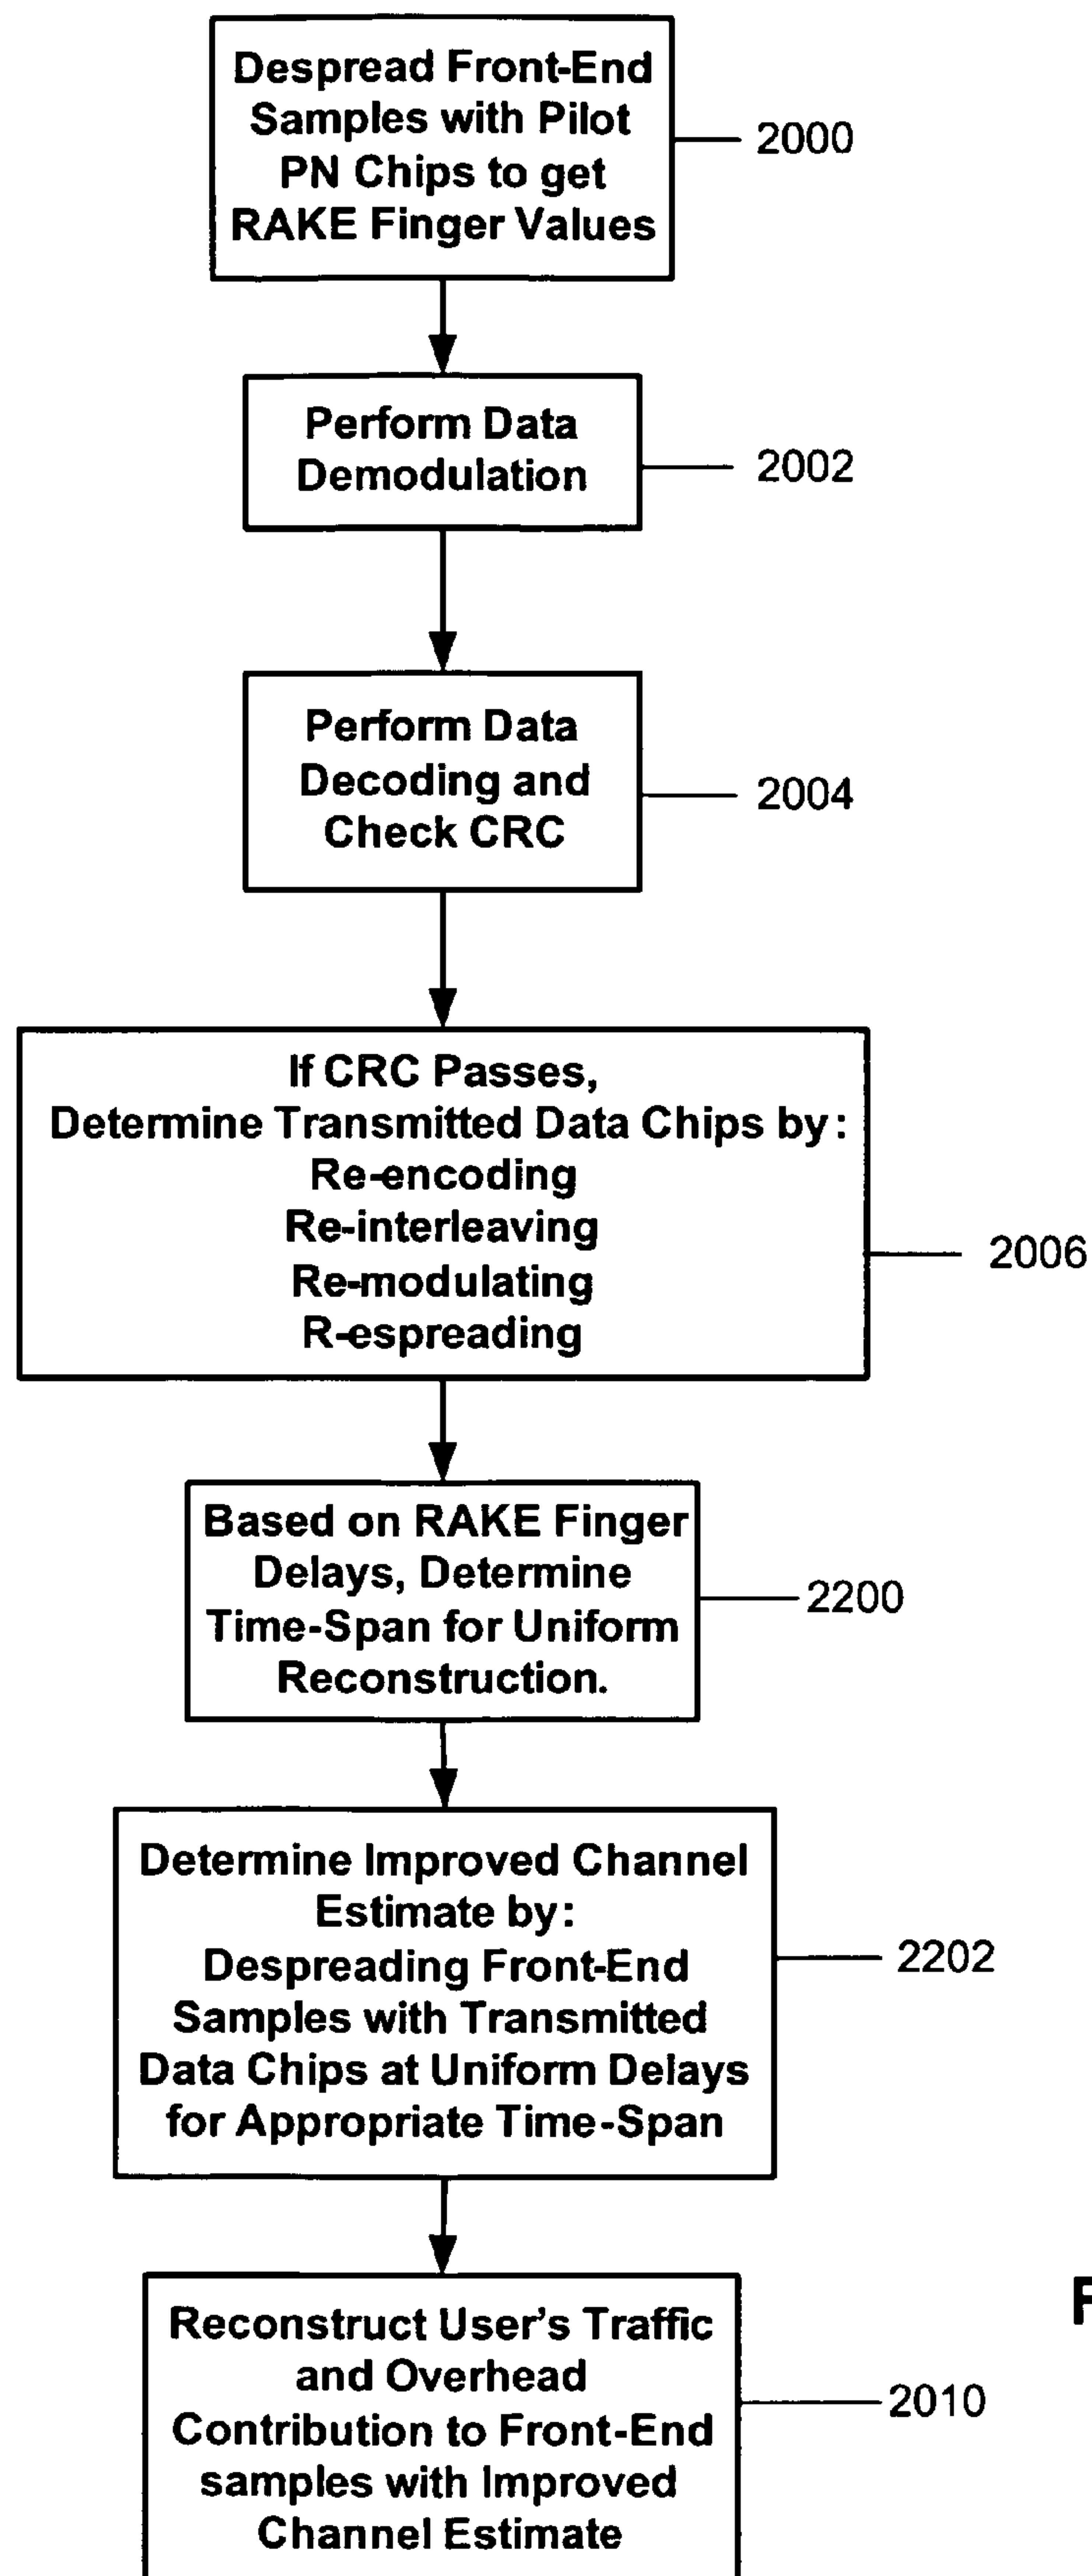 Despread Front-End
Samples with Pilot
PN Chips to get
RAKE Finger Values
2000
Perform Data
Demodulation
2002
Perform Data
Decoding and
Check CRC
2004
If CRC Passes,
Determine Transmitted Data Chips by:
Re-encoding
Re-interleaving
Re-modulating
R-espreading
2006
Based on RAKE Finger
Delays, Determine
Time-Span for Uniform
Reconstruction.
2200
Determine Improved Channel
Estimate by:
Despreading Front-End
Samples with Transmitted
Data Chips at Uniform Delays
for Appropriate Time-Span
2202
Reconstruct User's Traffic
and Overhead
Contribution to Front-End
samples with Improved
Channel Estimate
2010